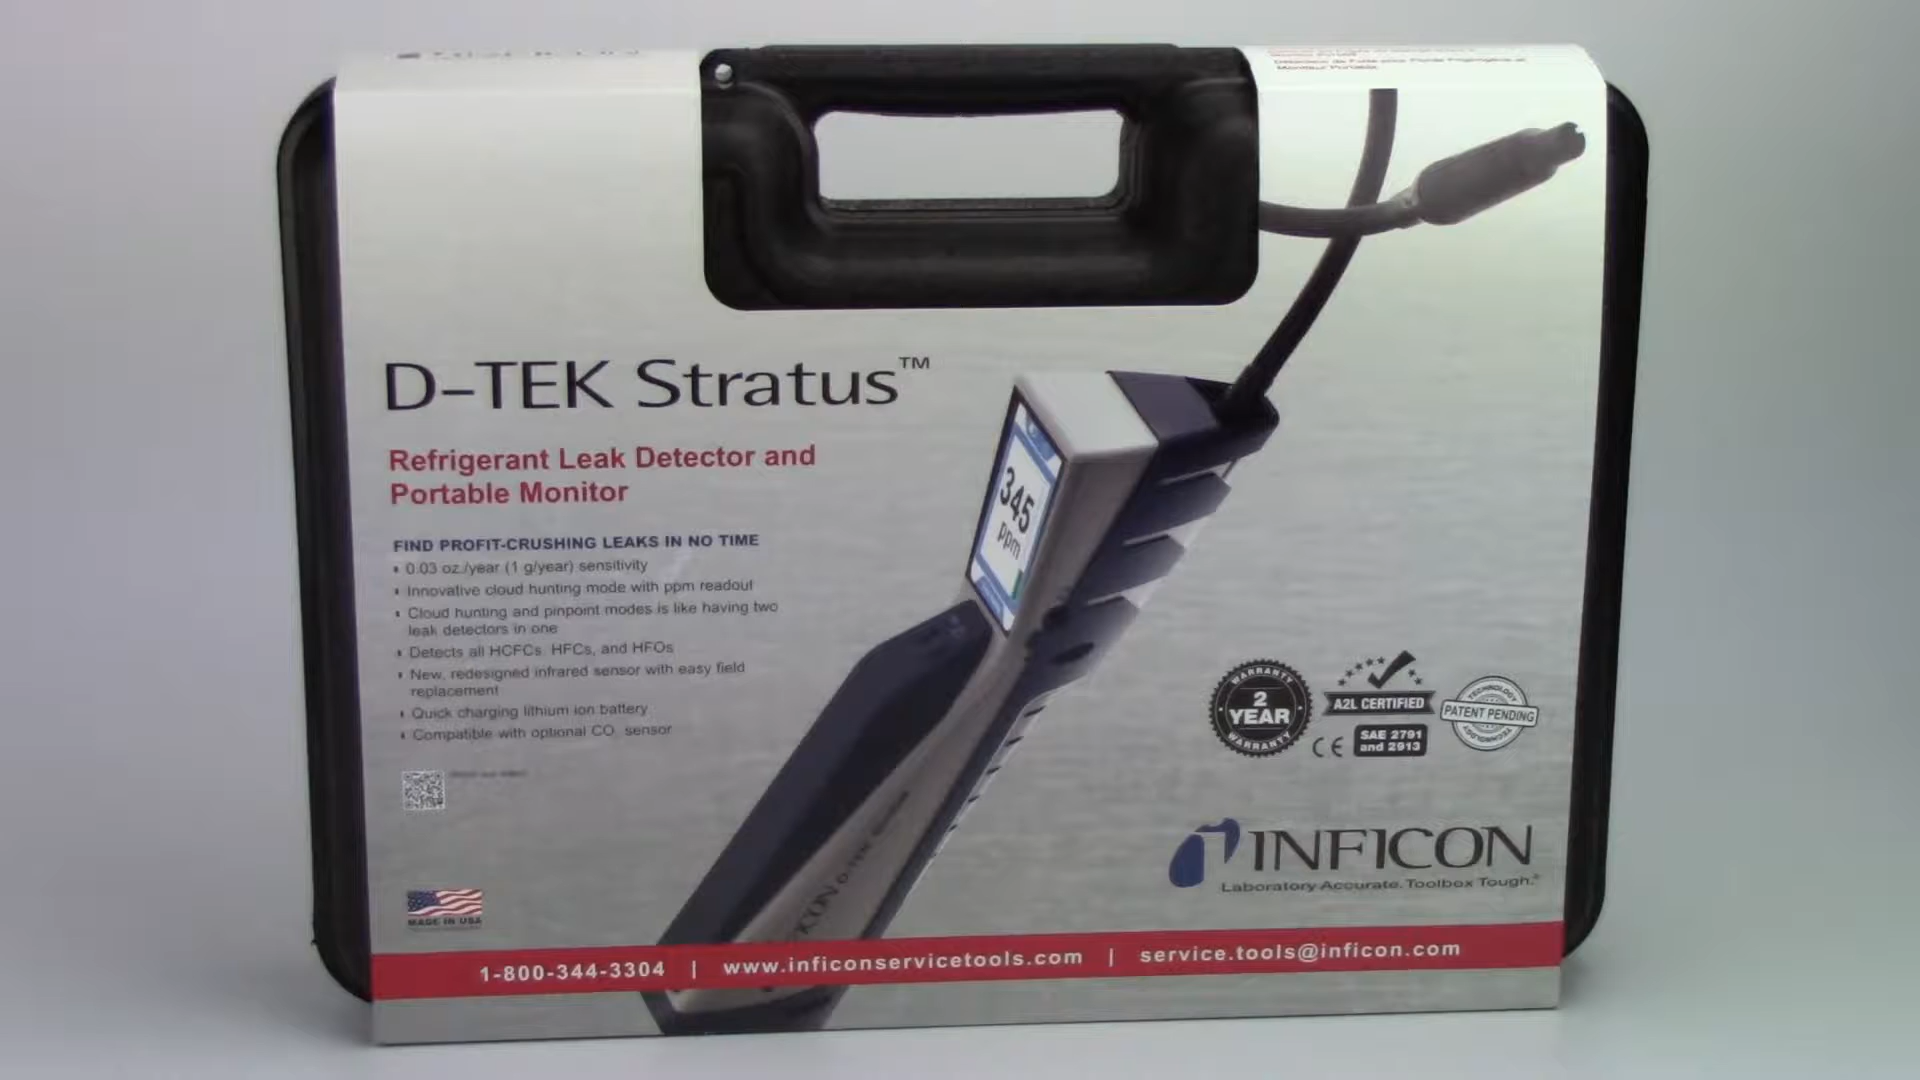 D-TEK Stratus™
Refrigerant Leak Detector and
Portable Monitor
FIND PROFIT-CRUSHING LEAKS IN NO TIME
• 0.03 oz./year (1 g/year) sensitivity
• Innovative cloud hunting mode with ppm readout
• Cloud hunting and pinpoint modes is like having two
leak detectors in one
• Detects all HCFCs, HFCs, and HFOs
• New, redesigned infrared sensor with easy field
replacement
• Quick charging lithium ion battery
• Compatible with optional CO₂ sensor
345
ppm
WARRANTY
2
YEAR
WARRANTY
A2L CERTIFIED
CE
SAE 2791
and 2913
TECHNOLOGY
PATENT PENDING
TECHNOLOGY
INFICON
Laboratory Accurate. Toolbox Tough.®
MADE IN USA
1-800-344-3304 | www.inficonservicetools.com | service.tools@inficon.com